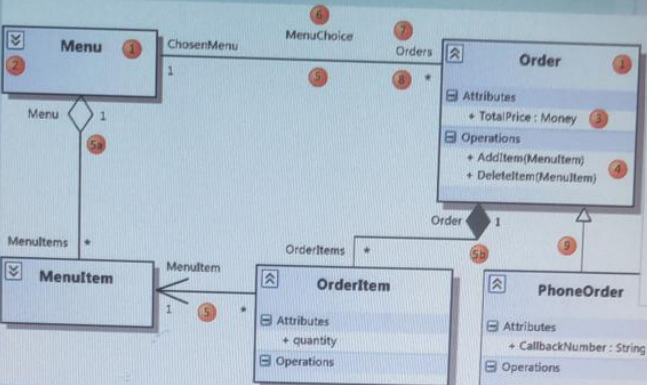 6
MenuChoice
7
Menu
1
ChosenMenu
Orders
2
1
5
8
*
Order
1
Attributes
+ TotalPrice : Money
3
Operations
+ AddItem(MenuItem)
+ DeleteItem(MenuItem)
4
Menu
1
5a
Order
1
5b
9
MenuItems
*
OrderItems
*
MenuItem
MenuItem
1
5
*
OrderItem
Attributes
+ quantity
Operations
PhoneOrder
Attributes
+ CallbackNumber : String
Operations